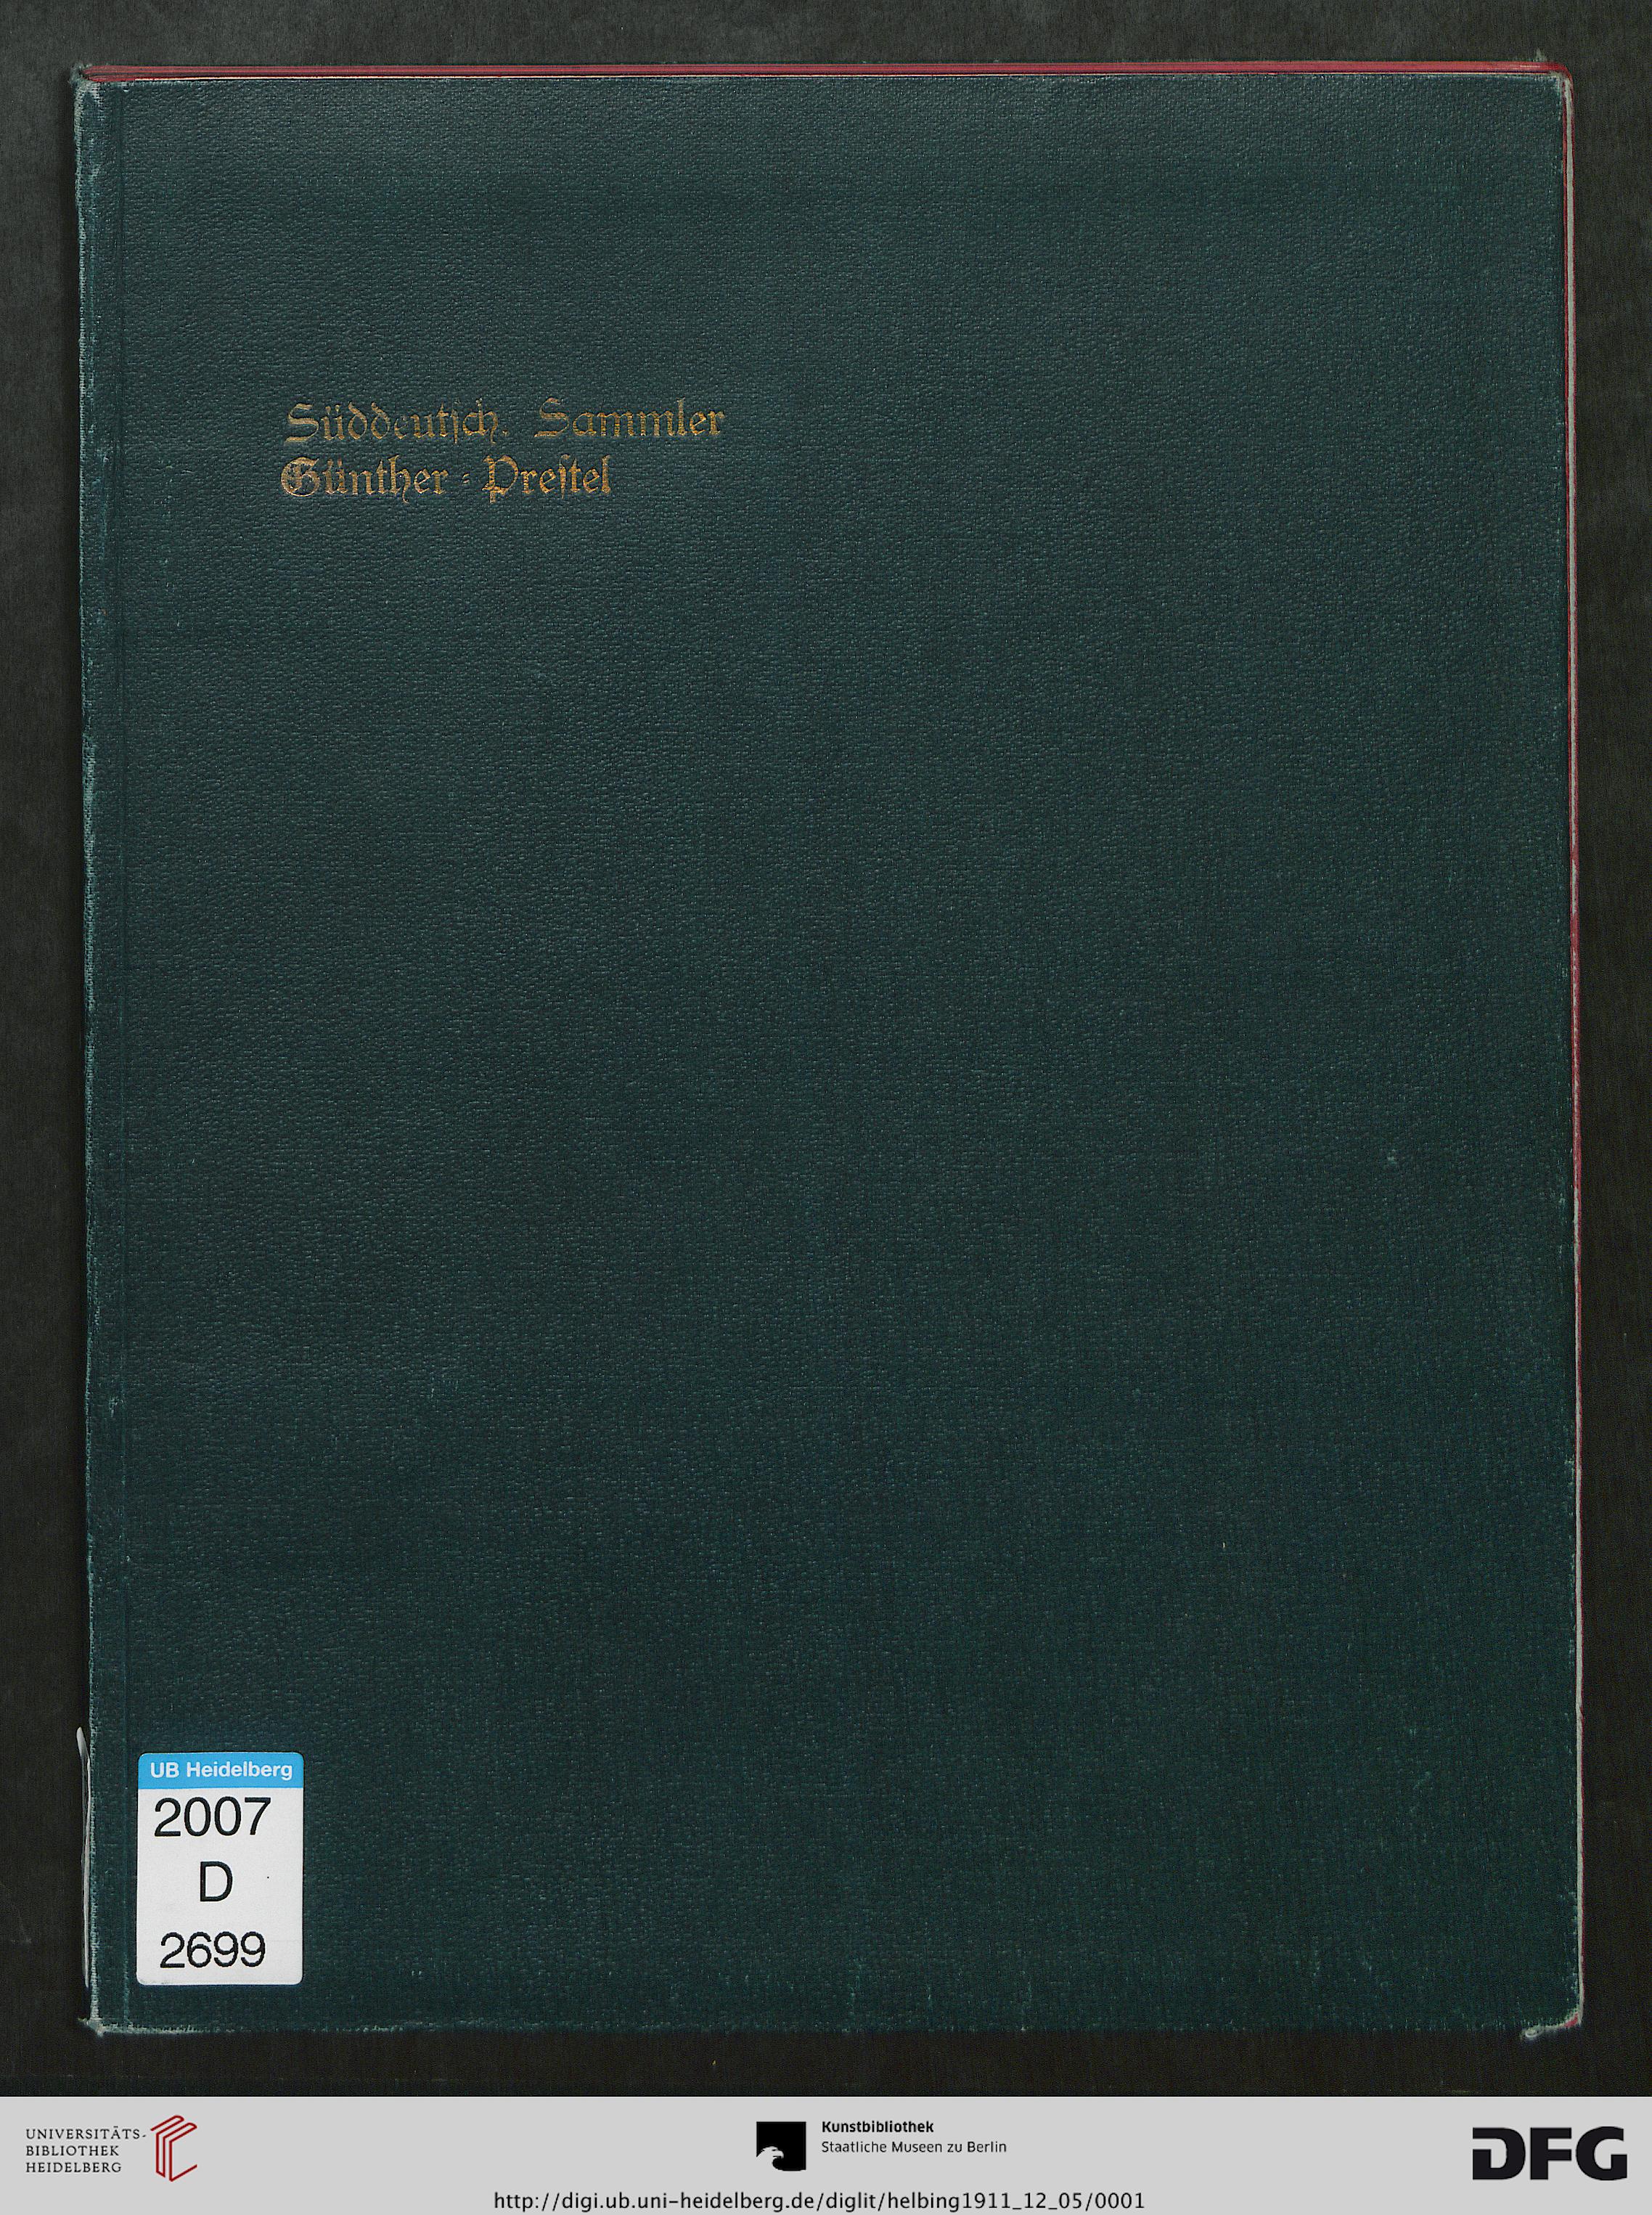 Süddeutsch. Sammler
Günther-Prestel
UB Heidelberg
2007
D
2699
UNIVERSITÄTS-
BIBLIOTHEK
HEIDELBERG
Kunstbibliothek
Staatliche Museen zu Berlin
DFG
http://digi.ub.uni-heidelberg.de/diglit/helbing1911_12_05/0001